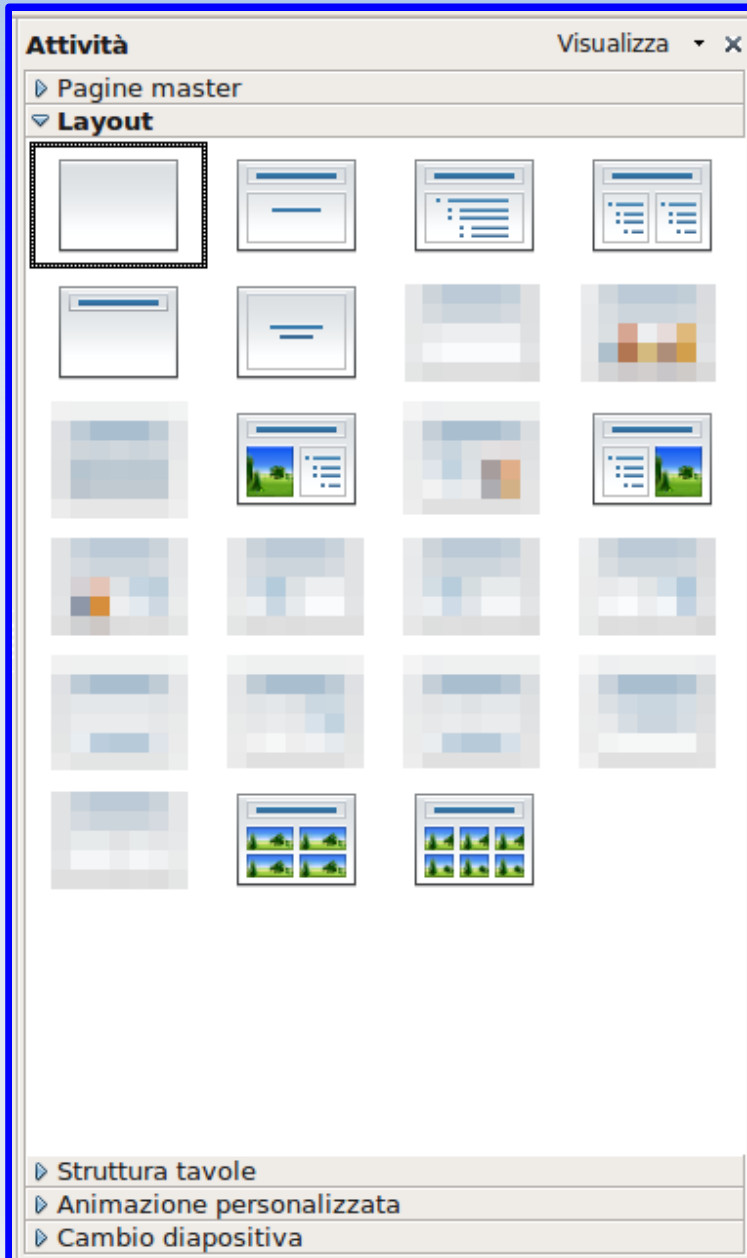 Attività Visualizza
Pagine master
Layout
Struttura tavole
Animazione personalizzata
Cambio diapositiva